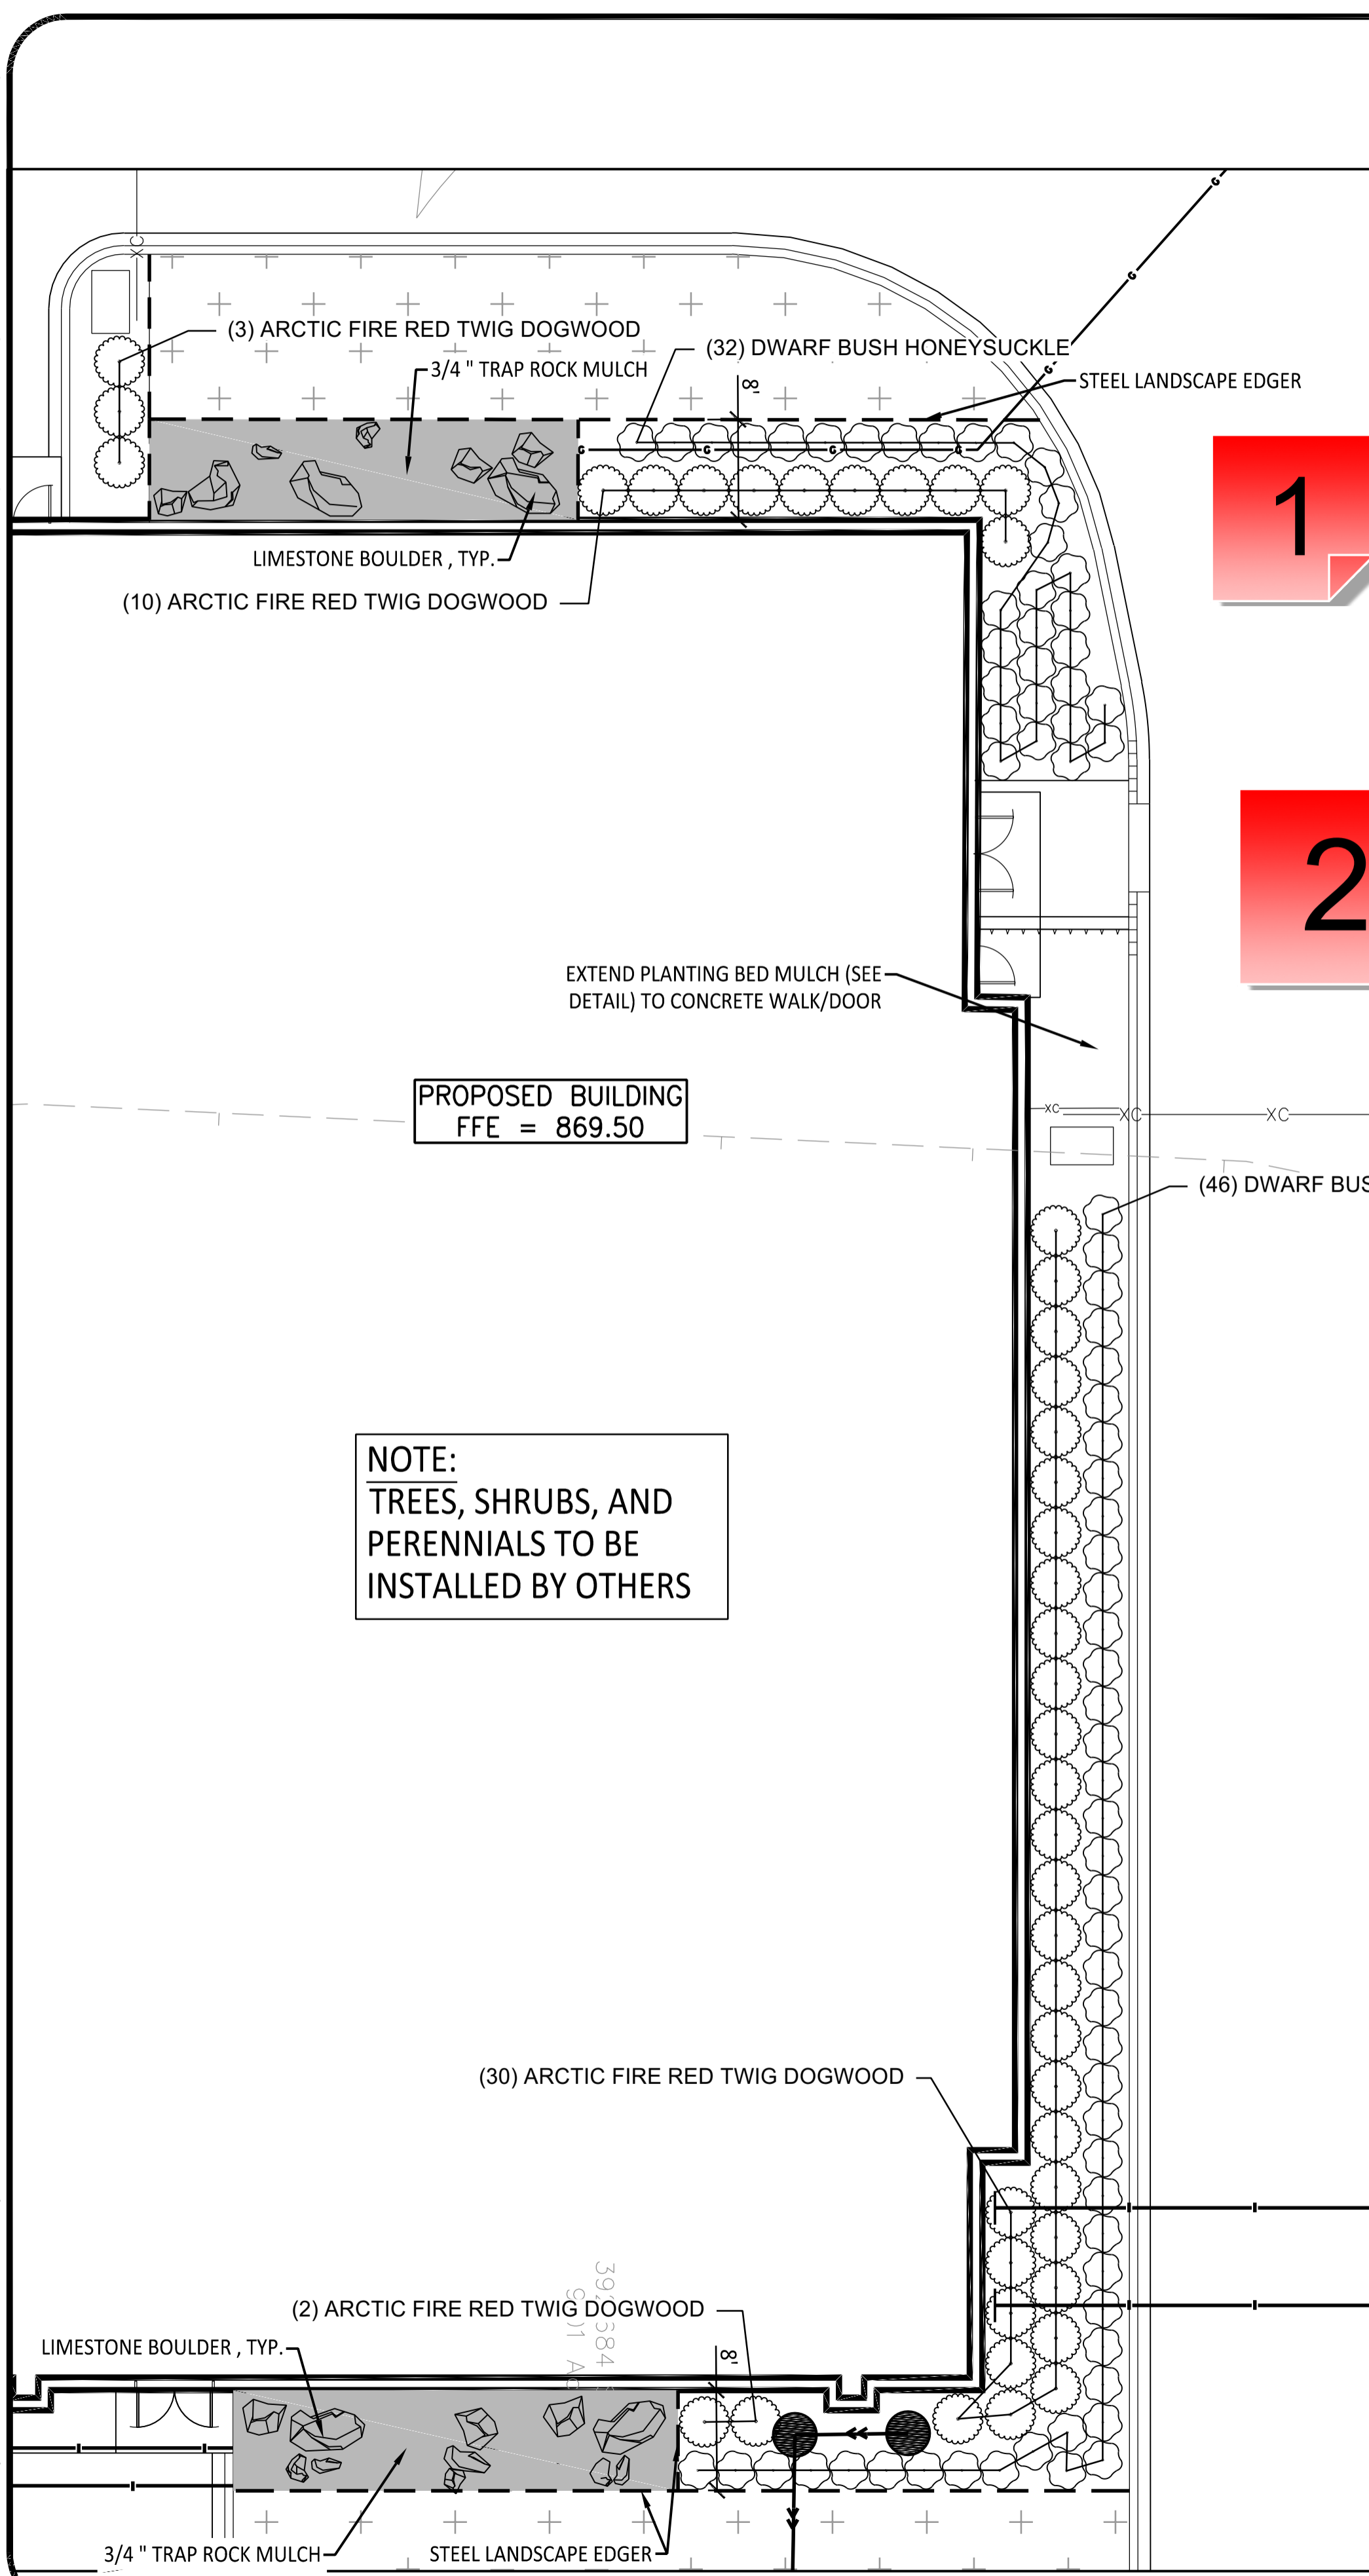 XC
G
G
(3) ARCTIC FIRE RED TWIG DOGWOOD
(32) DWARF BUSH HONEYSUCKLE
3/4 " TRAP ROCK MULCH
G
STEEL LANDSCAPE EDGER
8'
G G G G
1
LIMESTONE BOULDER , TYP.
(10) ARCTIC FIRE RED TWIG DOGWOOD
2
EXTEND PLANTING BED MULCH (SEE
DETAIL) TO CONCRETE WALK/DOOR
PROPOSED BUILDING
FFE = 869.50
XC XC XC
(46) DWARF BUS
NOTE:
TREES, SHRUBS, AND
PERENNIALS TO BE
INSTALLED BY OTHERS
(30) ARCTIC FIRE RED TWIG DOGWOOD
(2) ARCTIC FIRE RED TWIG DOGWOOD
LIMESTONE BOULDER , TYP.
8'
3/4 " TRAP ROCK MULCH
STEEL LANDSCAPE EDGER